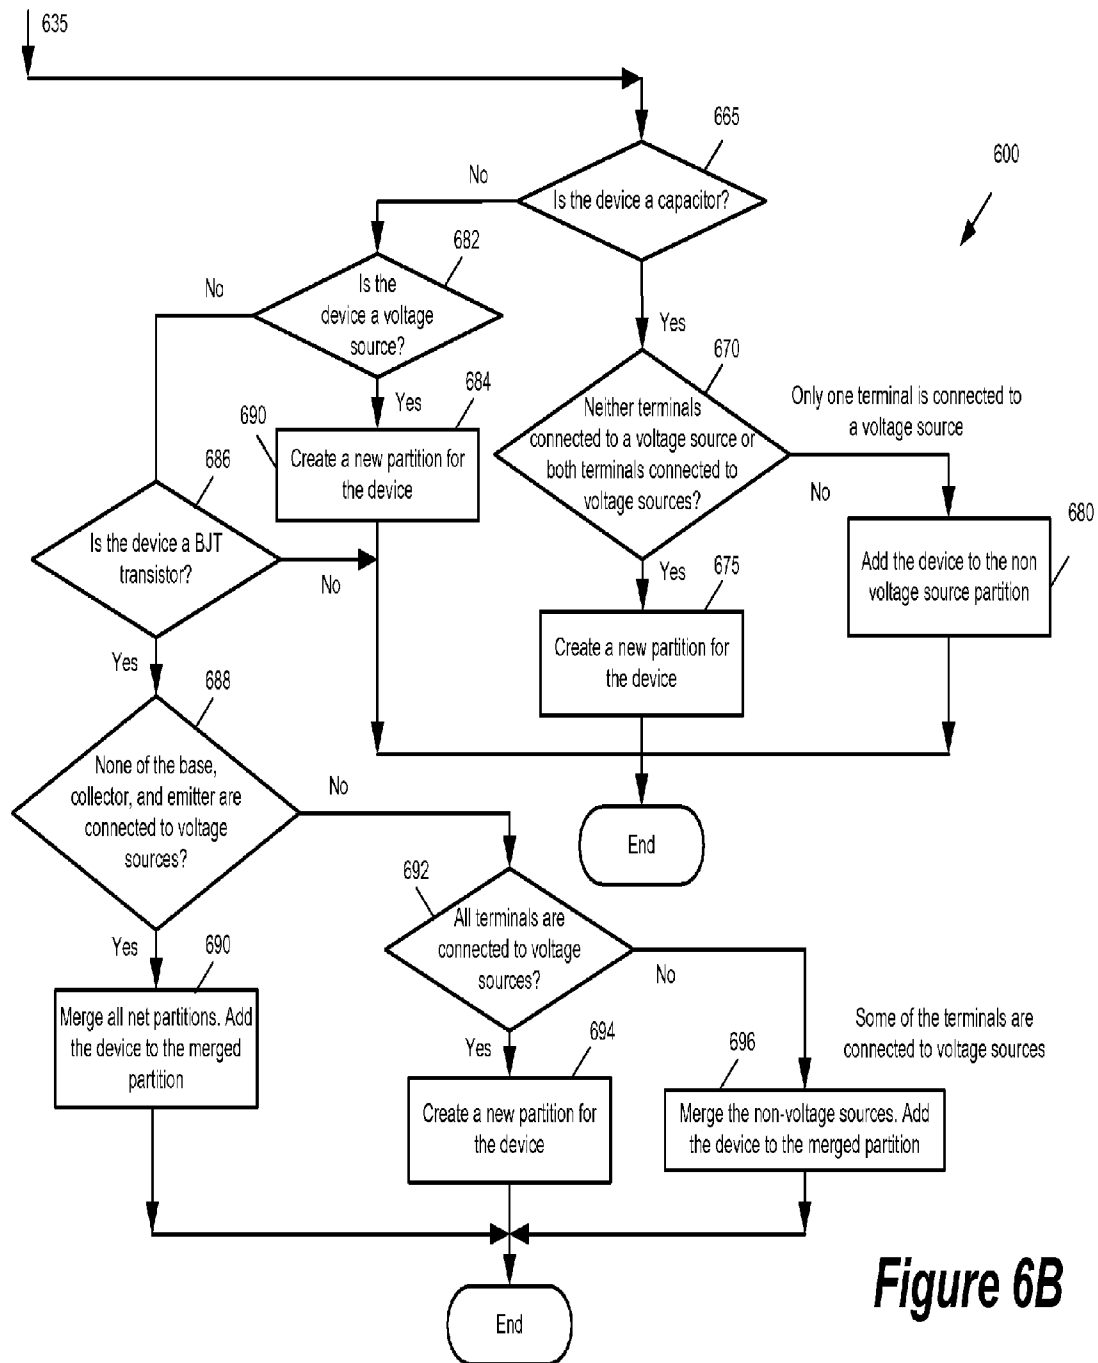 635
665
600
No
Is the device a capacitor?
682
No
Is the
device a voltage
source?
Yes
670
Yes
684
690
Neither terminals
connected to a voltage source or
both terminals connected to
voltage sources?
Only one terminal is connected to
a voltage source
Create a new partition for
the device
686
No
680
Is the device a BJT
transistor?
No
Yes
675
Add the device to the non
voltage source partition
Create a new partition for
the device
Yes
688
None of the base,
collector, and emitter are
connected to voltage
sources?
No
End
692
All terminals are
connected to voltage
sources?
Yes
690
No
Merge all net partitions. Add
the device to the merged
partition
Some of the terminals are
connected to voltage sources
Yes
694
696
Create a new partition for
the device
Merge the non-voltage sources. Add
the device to the merged partition
End
Figure 6B